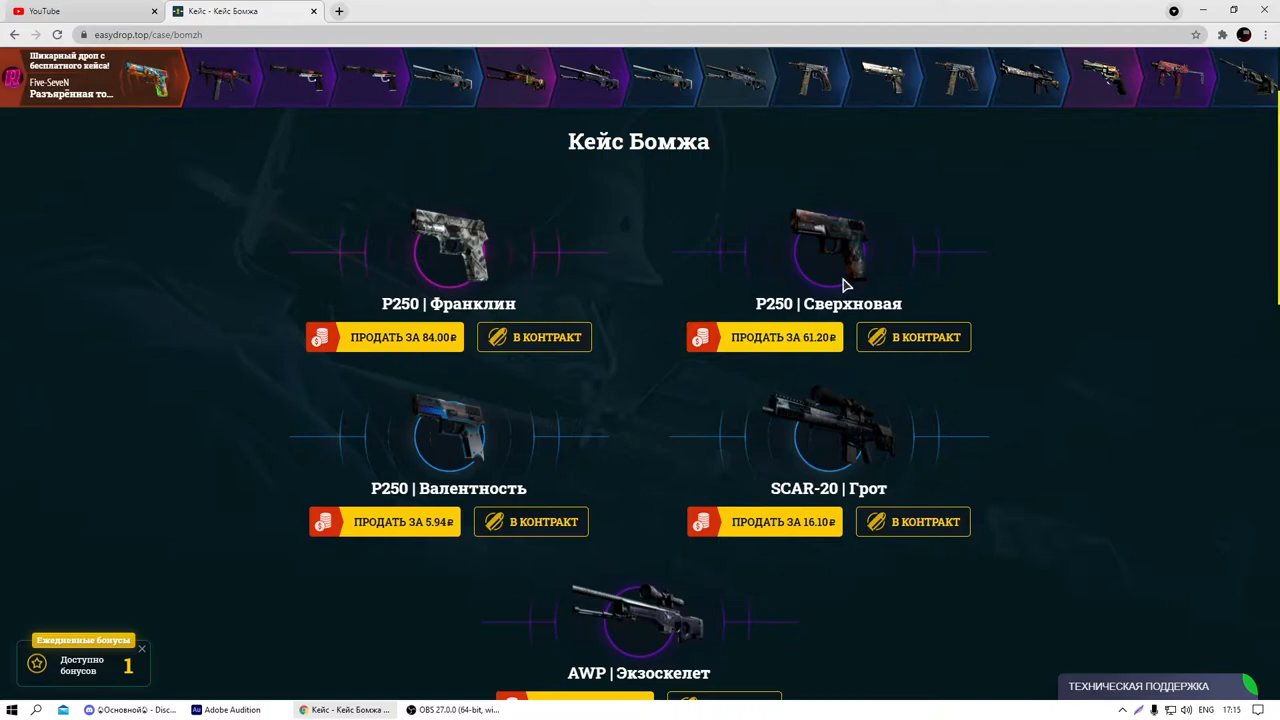 YouTube
Кейс - Кейс Бомжа
easydrop.top/case/bomzh
Шикарный дроп с
бесплатного кейса!
Five-SeveN
Разъярённая то...
Кейс Бомжа
P250 | Франклин
P250 | Сверхновая
ПРОДАТЬ ЗА 84.00₽
В КОНТРАКТ
ПРОДАТЬ ЗА 61.20₽
В КОНТРАКТ
P250 | Валентность
SCAR-20 | Грот
ПРОДАТЬ ЗА 5.94₽
В КОНТРАКТ
ПРОДАТЬ ЗА 16.10₽
В КОНТРАКТ
AWP | Экзоскелет
Ежедневные бонусы
Доступно
бонусов
1
ТЕХНИЧЕСКАЯ ПОДДЕРЖКА
Основной - Disc...
Au Adobe Audition
Кейс - Кейс Бомжа ...
OBS 27.0.0 (64-bit, wi...
ENG
17:15